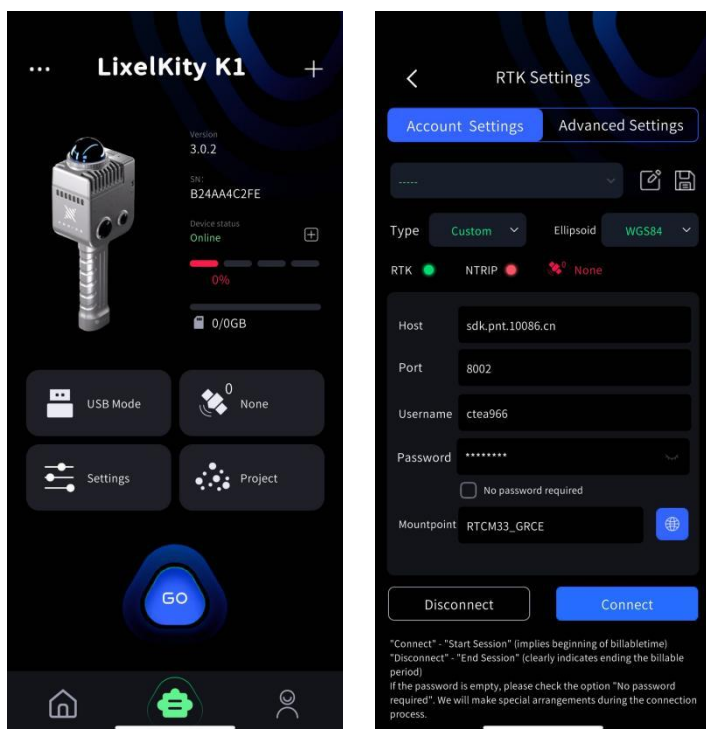 ... LixelKity K1 +
Version
3.0.2
SN:
B24AA4C2FE
Device status
Online
0%
0/0GB
USB Mode
0
None
Settings
Project
GO
RTK Settings
Account Settings
Advanced Settings
-----
Type
Custom
Ellipsoid
WGS84
RTK
NTRIP
0
None
Host
sdk.pnt.10086.cn
Port
8002
Username
ctea966
Password
********
No password required
Mountpoint
RTCM33_GRCE
Disconnect
Connect
"Connect" - "Start Session" (implies beginning of billabletime)
"Disconnect" - "End Session" (clearly indicates ending the billable
period)
If the password is empty, please check the option "No password
required". We will make special arrangements during the connection
process.